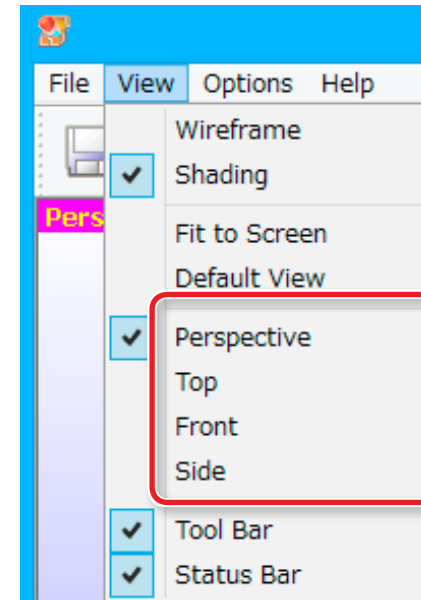 File View Options Help
Wireframe
Shading
Pers
Fit to Screen
Default View
Perspective
Top
Front
Side
Tool Bar
Status Bar